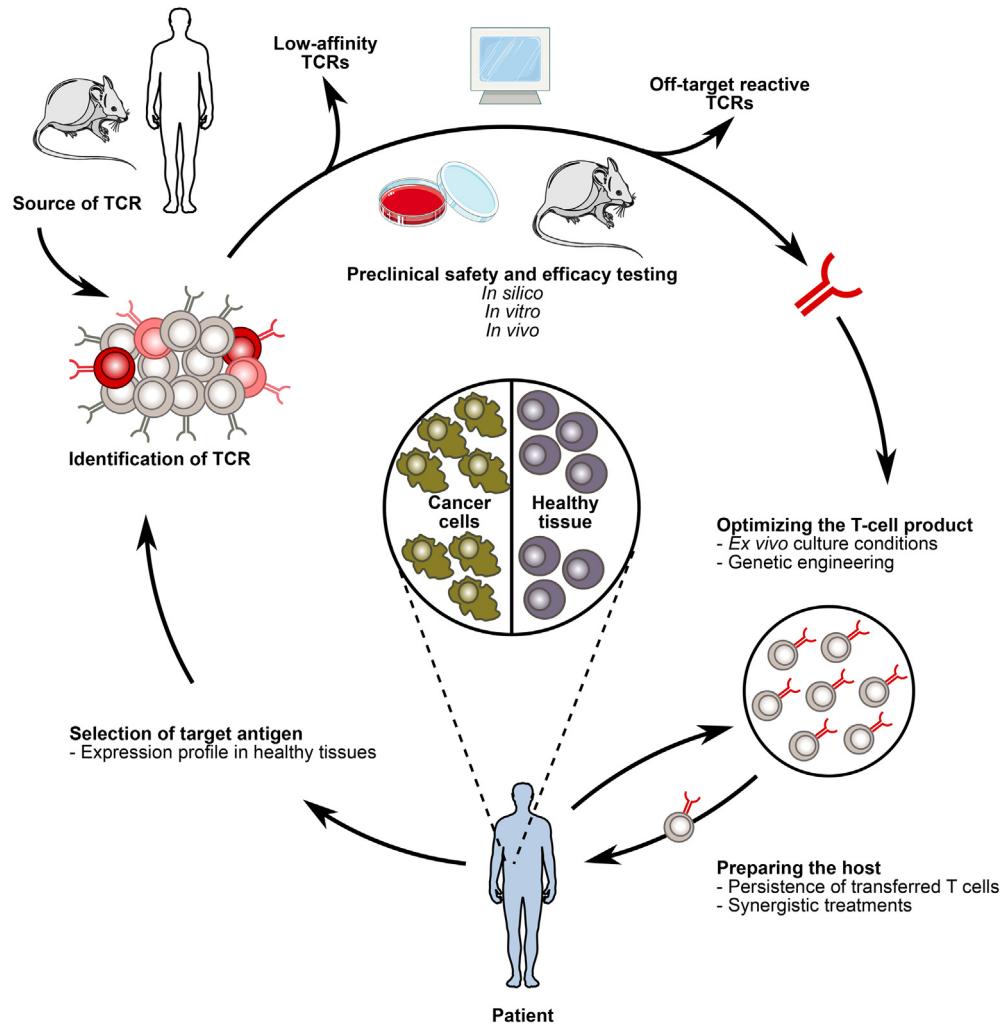 Low-affinity
TCRs
Off-target reactive
TCRs
Source of TCR
Preclinical safety and efficacy testing
In silico
In vitro
In vivo
Identification of TCR
Cancer
cells
Healthy
tissue
Optimizing the T-cell product
- Ex vivo culture conditions
- Genetic engineering
Selection of target antigen
- Expression profile in healthy tissues
Preparing the host
- Persistence of transferred T cells
- Synergistic treatments
Patient